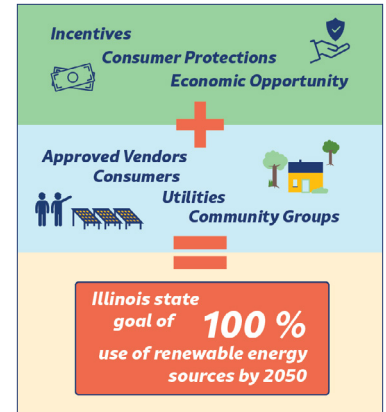 Incentives
Consumer Protections
Economic Opportunity
+
Approved Vendors
Consumers
Utilities
Community Groups
=
Illinois state
goal of 100 %
use of renewable energy
sources by 2050